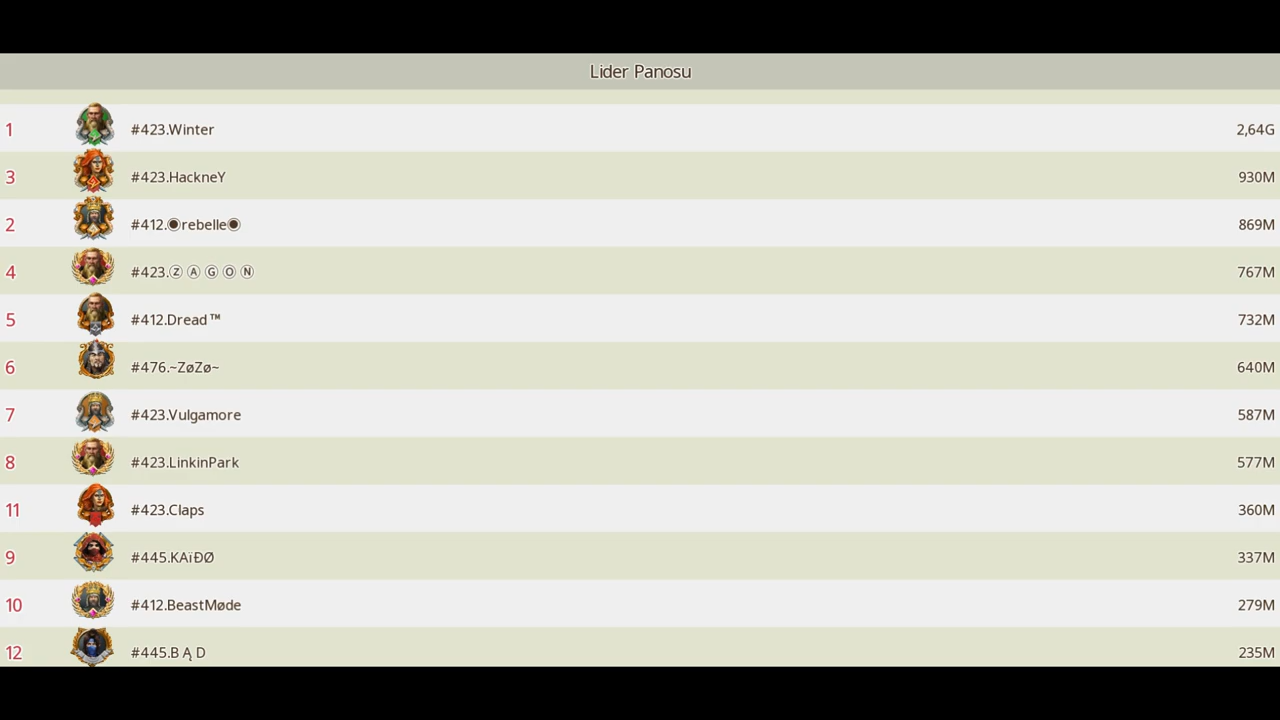 Lider Panosu
1 #423.Winter 2,64G
3 #423.HackneY 930M
2 #412.◉rebelle◉ 869M
4 #423.Ⓩ Ⓐ Ⓖ Ⓞ Ⓝ 767M
5 #412.Dread™ 732M
6 #476.~ZøZø~ 640M
7 #423.Vulgamore 587M
8 #423.LinkinPark 577M
11 #423.Claps 360M
9 #445.KAïÐØ 337M
10 #412.BeastMøde 279M
12 #445.B Ą D 235M